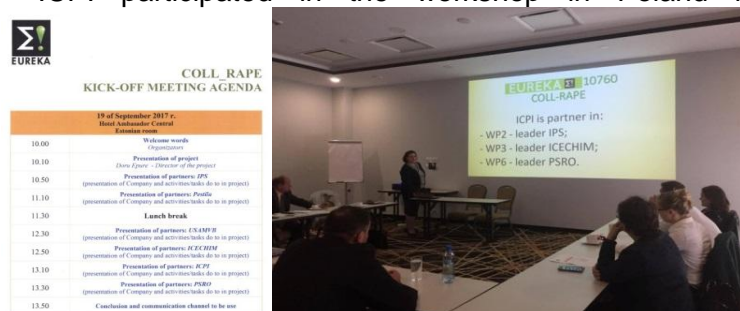 participated in the workshop in Poland
Σ!
EUREKA
COLL_RAPE
KICK-OFF MEETING AGENDA
19 of September 2017 r.
Hotel Ambasador Central
Estonian room
10.00 Welcome words
Organizators
10.10 Presentation of project
Doru Epure - Director of the project
10.50 Presentation of partners: IPS
(presentation of Company and activities/tasks do to in project)
11.10 Presentation of partners: Protlix
(presentation of Company and activities/tasks do to in project)
11.30 Lunch break
12.30 Presentation of partners: USAMVB
(presentation of Company and activities/tasks do to in project)
12.50 Presentation of partners: ICECHIM
(presentation of Company and activities/tasks do to in project)
13.10 Presentation of partners: ICPI
(presentation of Company and activities/tasks do to in project)
13.30 Presentation of partners: PSRO
(presentation of Company and activities/tasks do to in project)
13.50 Conclusion and communication channel to be use
EUREKA Σ! 10760
COLL-RAPE
ICPI is partner in:
- WP2 - leader IPS;
- WP3 - leader ICECHIM;
- WP6 - leader PSRO.